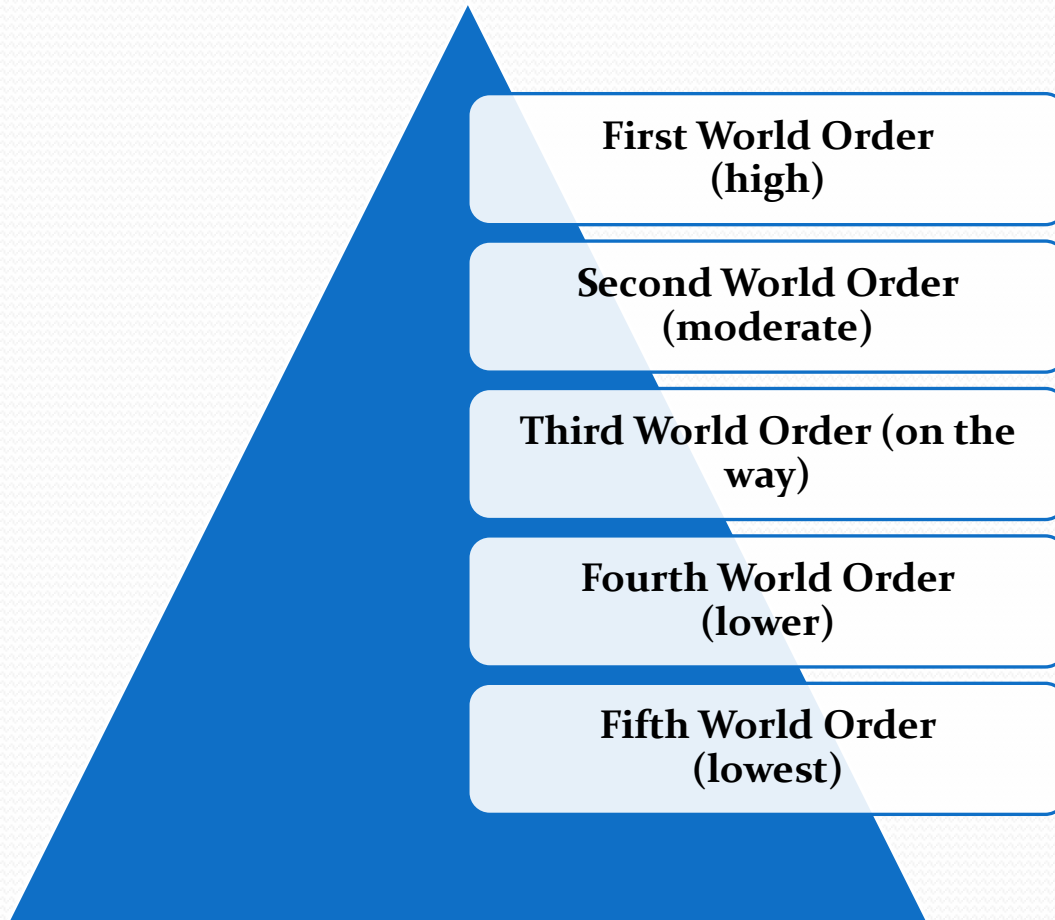 First World Order
(high)
Second World Order
(moderate)
Third World Order (on the
way)
Fourth World Order
(lower)
Fifth World Order
(lowest)